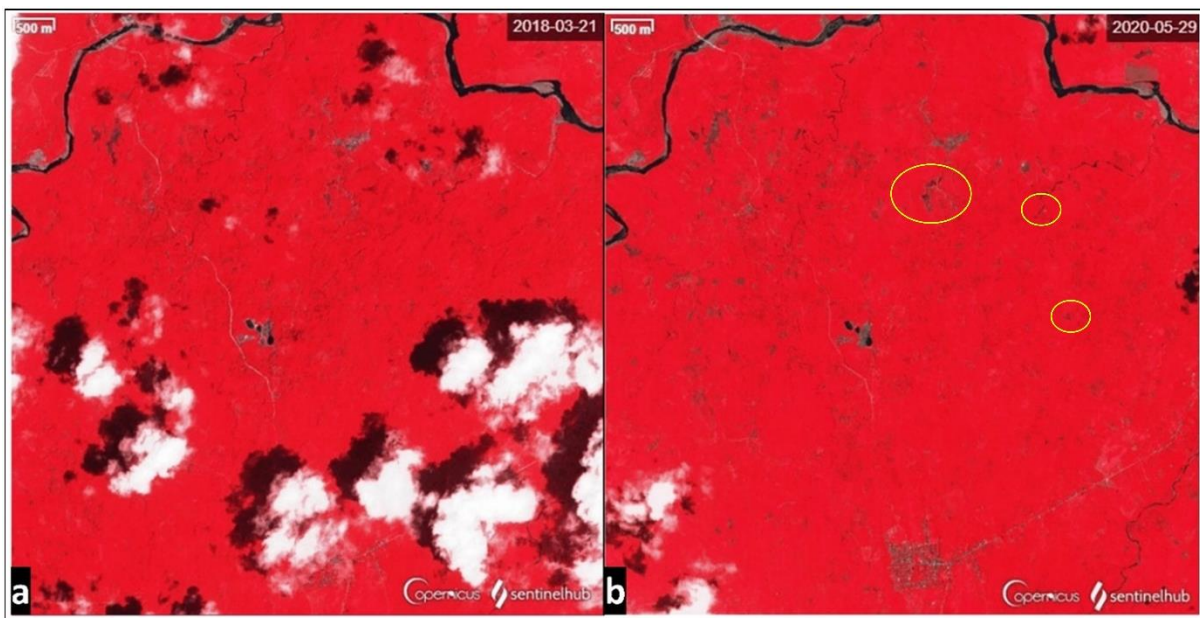 500 m
2018-03-21
500 m
2020-05-29
a
Copernicus sentinelhub
b
Copernicus sentinelhub